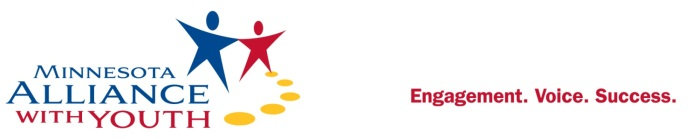 MINNESOTA
ALLIANCE
WITH YOUTH
Engagement. Voice. Success.